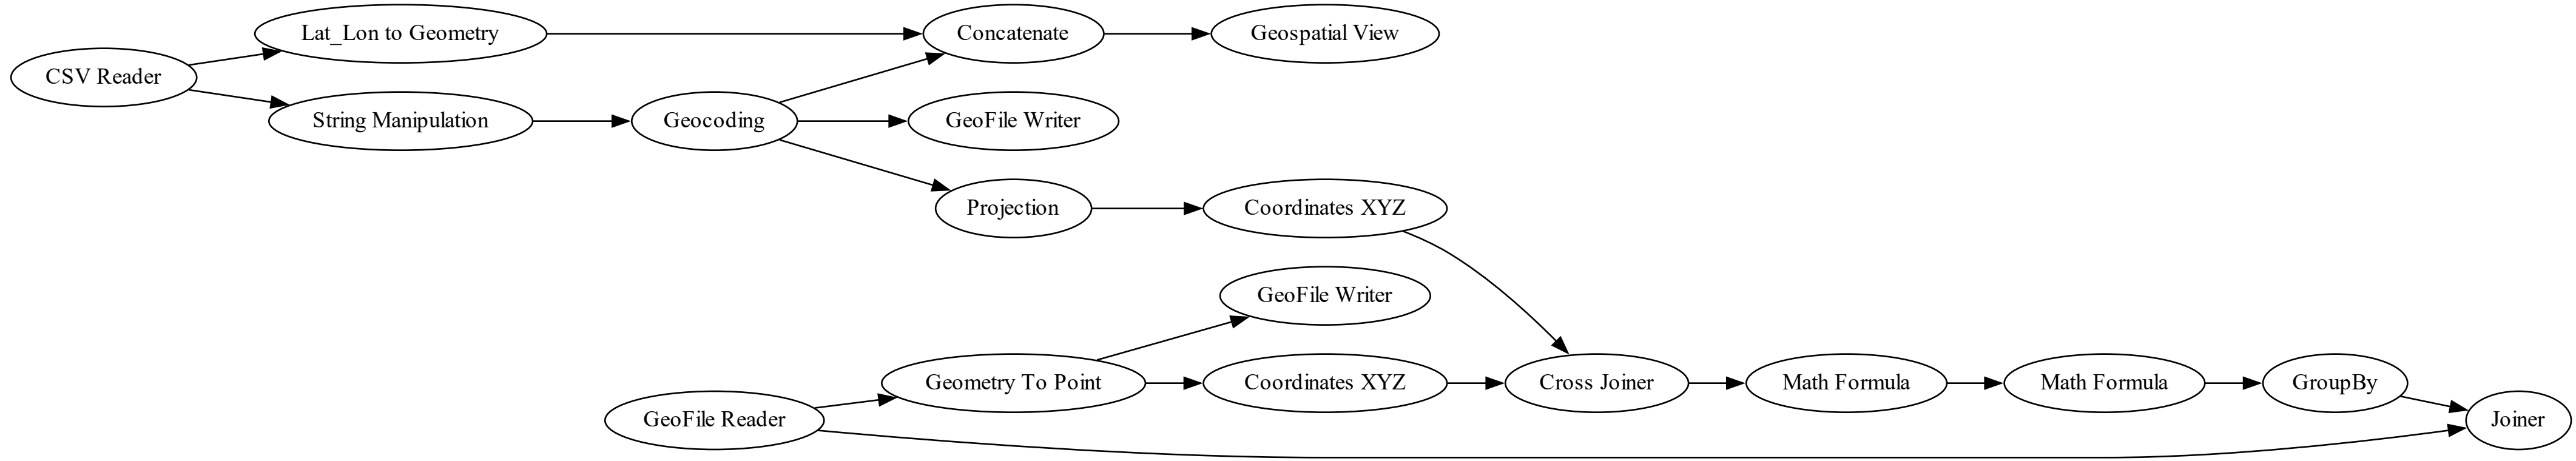 Lat_Lon to Geometry
Concatenate
Geospatial View
CSV Reader
String Manipulation
Geocoding
GeoFile Writer
Projection
Coordinates XYZ
GeoFile Writer
Geometry To Point
Coordinates XYZ
Cross Joiner
Math Formula
Math Formula
GroupBy
GeoFile Reader
Joiner